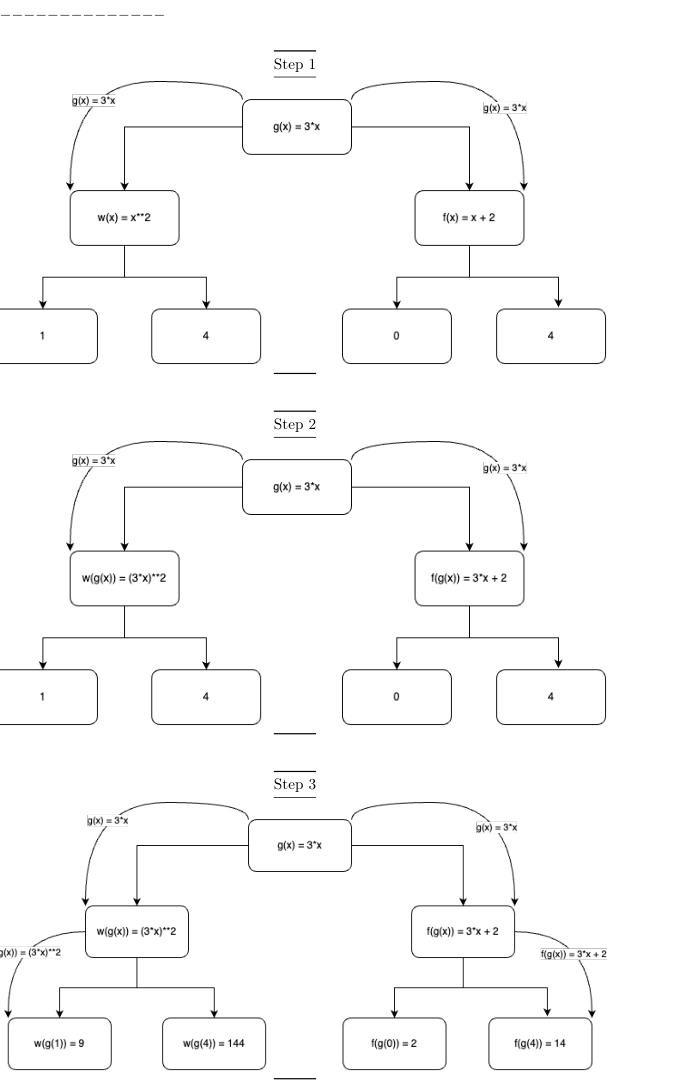 Step 1
g(x) = 3*x
g(x) = 3*x
g(x) = 3*x
w(x) = x**2
f(x) = x + 2
1
4
0
4
Step 2
g(x) = 3*x
g(x) = 3*x
g(x) = 3*x
w(g(x)) = (3*x)**2
f(g(x)) = 3*x + 2
1
4
0
4
Step 3
g(x) = 3*x
g(x) = 3*x
g(x) = 3*x
w(g(x)) = (3*x)**2
f(g(x)) = 3*x + 2
g(x)) = (3*x)**2
f(g(x)) = 3*x + 2
w(g(1)) = 9
w(g(4)) = 144
f(g(0)) = 2
f(g(4)) = 14